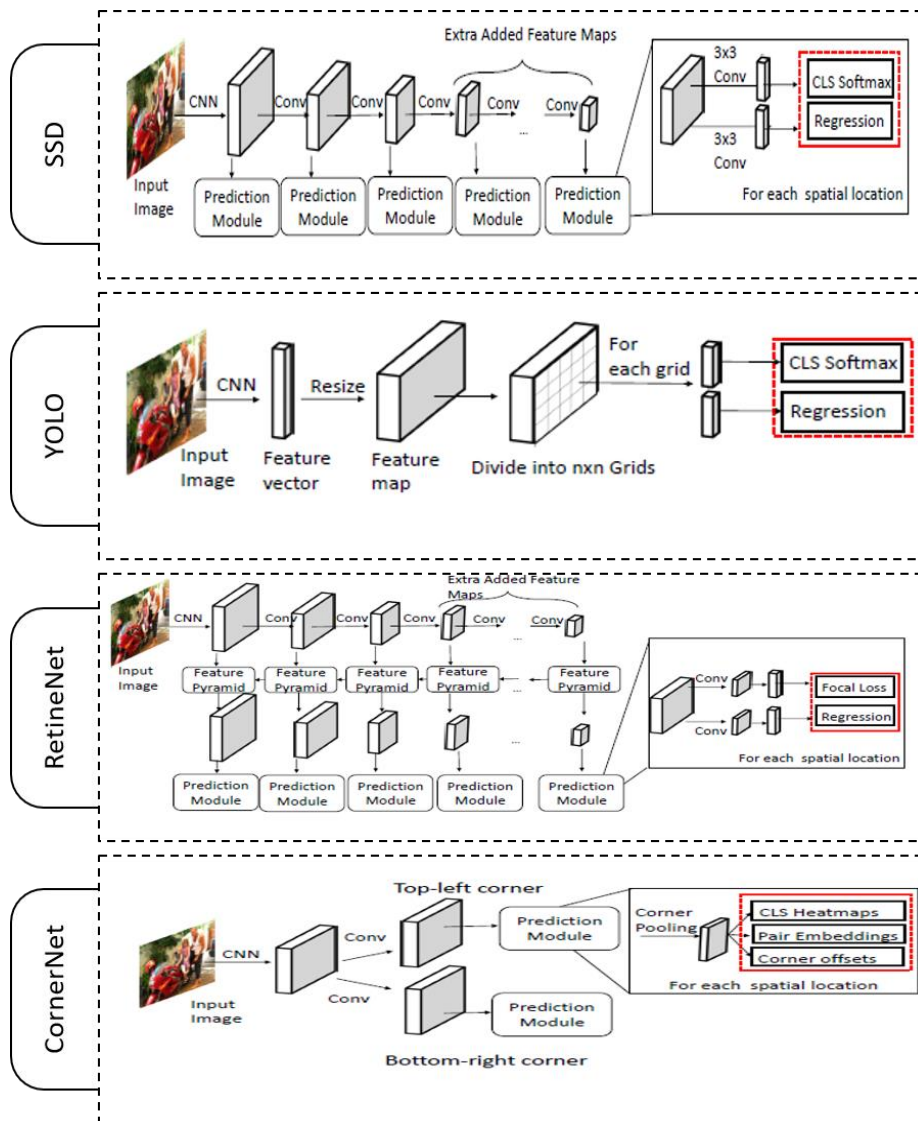 SSD
Extra Added Feature Maps
CNN
Conv
Conv
Conv
Conv
...
Input
Image
Prediction
Module
Prediction
Module
Prediction
Module
Prediction
Module
Prediction
Module
3x3
Conv
3x3
Conv
CLS Softmax
Regression
For each spatial location
YOLO
CNN
Resize
For
each grid
CLS Softmax
Regression
Input
Image
Feature
vector
Feature
map
Divide into nxn Grids
RetineNet
Extra Added Feature
Maps
CNN
Conv
Conv
Conv
Conv
...
Input
Image
Feature
Pyramid
Feature
Pyramid
Feature
Pyramid
Feature
Pyramid
...
Feature
Pyramid
...
Prediction
Module
Prediction
Module
Prediction
Module
Prediction
Module
Prediction
Module
Conv
Conv
Focal Loss
Regression
For each spatial location
CornerNet
Top-left corner
CNN
Conv
Conv
Input
Image
Prediction
Module
Prediction
Module
Bottom-right corner
Corner
Pooling
CLS Heatmaps
Pair Embeddings
Corner offsets
For each spatial location